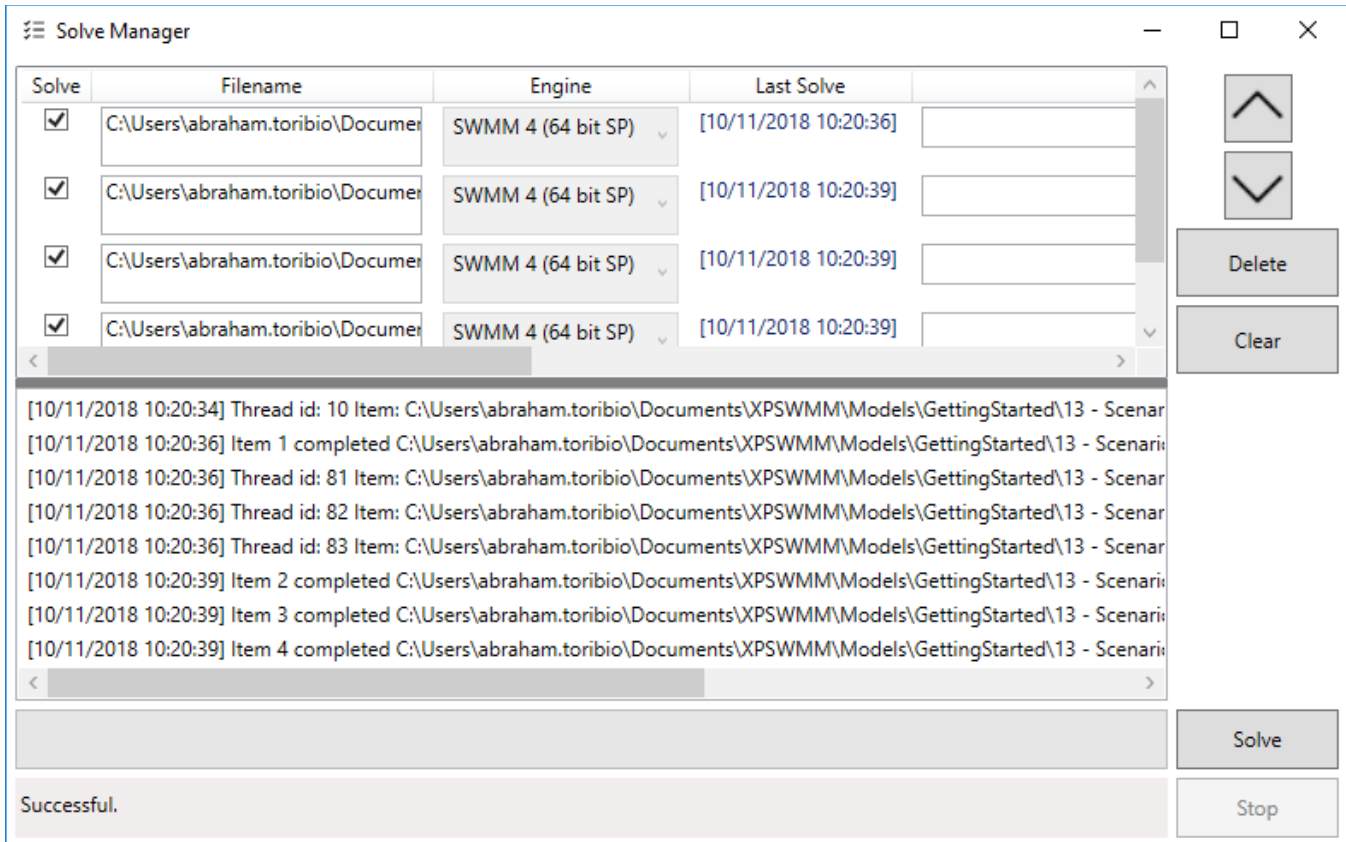 Solve Manager
Solve Filename Engine Last Solve
C:\Users\abraham.toribio\Documer SWMM 4 (64 bit SP) [10/11/2018 10:20:36]
C:\Users\abraham.toribio\Documer SWMM 4 (64 bit SP) [10/11/2018 10:20:39]
C:\Users\abraham.toribio\Documer SWMM 4 (64 bit SP) [10/11/2018 10:20:39]
Delete
C:\Users\abraham.toribio\Documer SWMM 4 (64 bit SP) [10/11/2018 10:20:39]
Clear
[10/11/2018 10:20:34] Thread id: 10 Item: C:\Users\abraham.toribio\Documents\XPSWMM\Models\GettingStarted\13 - Scenar
[10/11/2018 10:20:36] Item 1 completed C:\Users\abraham.toribio\Documents\XPSWMM\Models\GettingStarted\13 - Scenari
[10/11/2018 10:20:36] Thread id: 81 Item: C:\Users\abraham.toribio\Documents\XPSWMM\Models\GettingStarted\13 - Scenar
[10/11/2018 10:20:36] Thread id: 82 Item: C:\Users\abraham.toribio\Documents\XPSWMM\Models\GettingStarted\13 - Scenar
[10/11/2018 10:20:36] Thread id: 83 Item: C:\Users\abraham.toribio\Documents\XPSWMM\Models\GettingStarted\13 - Scenar
[10/11/2018 10:20:39] Item 2 completed C:\Users\abraham.toribio\Documents\XPSWMM\Models\GettingStarted\13 - Scenari
[10/11/2018 10:20:39] Item 3 completed C:\Users\abraham.toribio\Documents\XPSWMM\Models\GettingStarted\13 - Scenari
[10/11/2018 10:20:39] Item 4 completed C:\Users\abraham.toribio\Documents\XPSWMM\Models\GettingStarted\13 - Scenari
Solve
Successful.
Stop